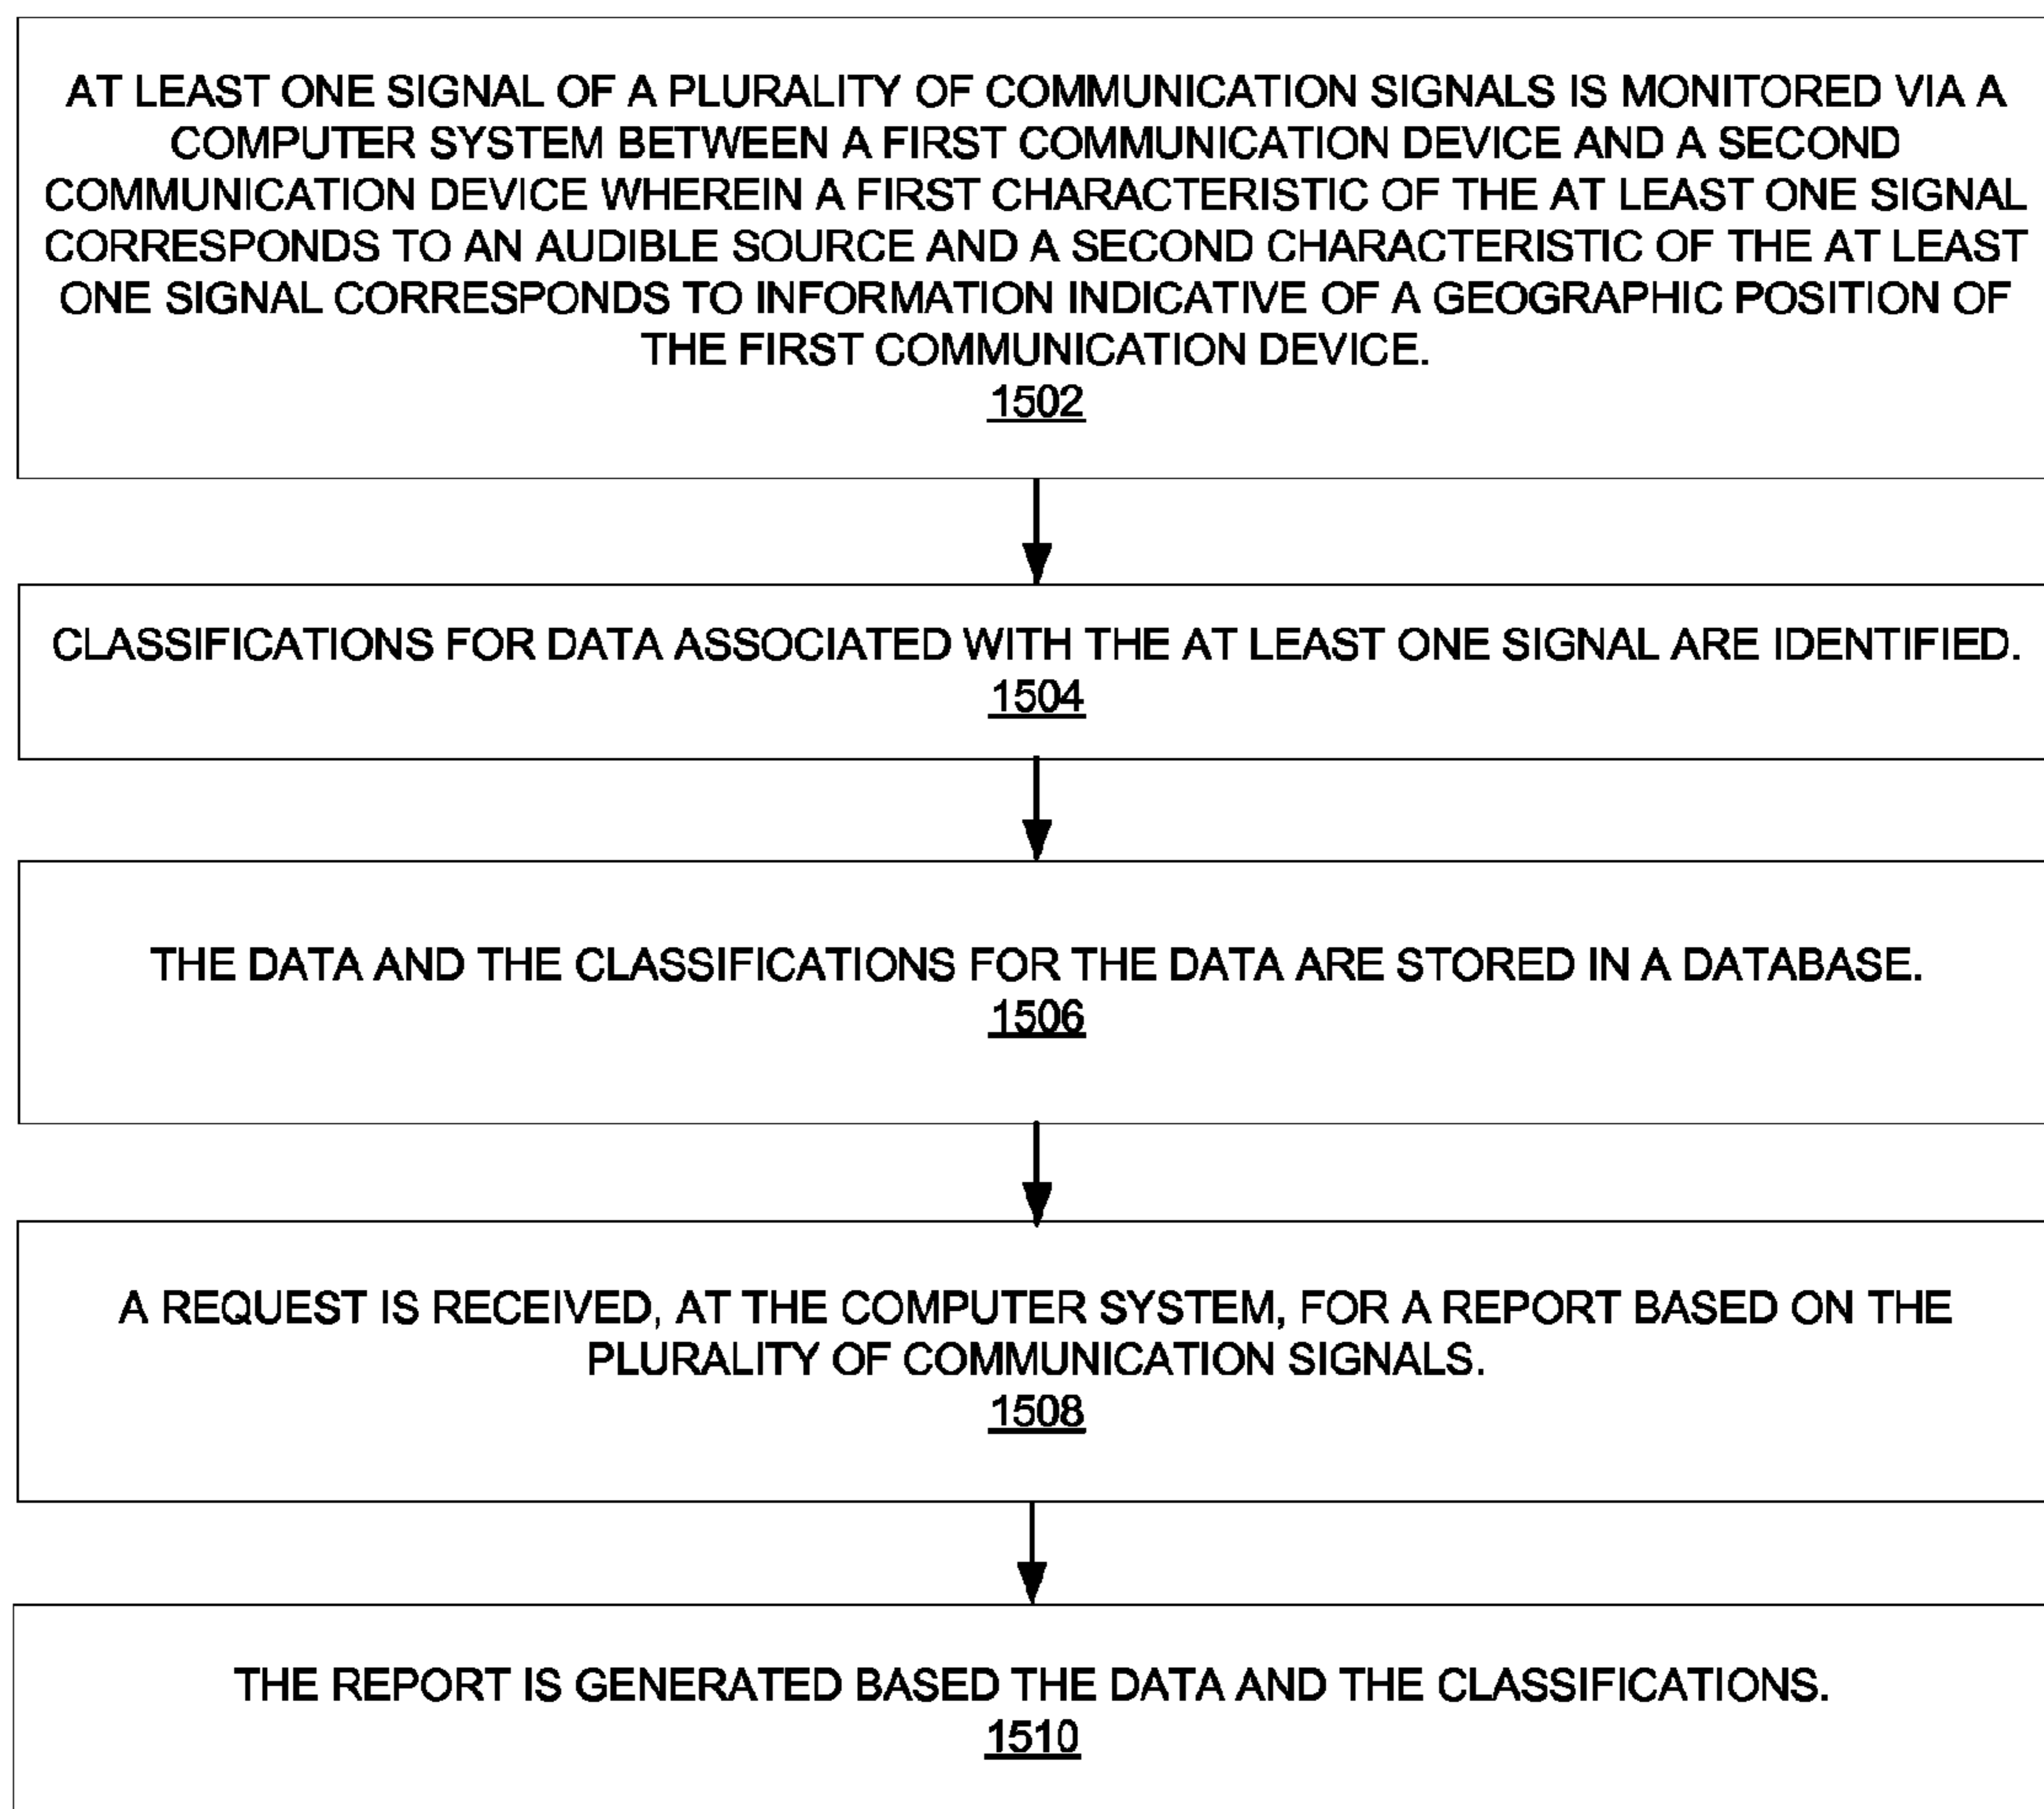 AT LEAST ONE SIGNAL OF A PLURALITY OF COMMUNICATION SIGNALS IS MONITORED VIA A
COMPUTER SYSTEM BETWEEN A FIRST COMMUNICATION DEVICE AND A SECOND
COMMUNICATION DEVICE WHEREIN A FIRST CHARACTERISTIC OF THE AT LEAST ONE SIGNAL
CORRESPONDS TO AN AUDIBLE SOURCE AND A SECOND CHARACTERISTIC OF THE AT LEAST
ONE SIGNAL CORRESPONDS TO INFORMATION INDICATIVE OF A GEOGRAPHIC POSITION OF
THE FIRST COMMUNICATION DEVICE.
1502
CLASSIFICATIONS FOR DATA ASSOCIATED WITH THE AT LEAST ONE SIGNAL ARE IDENTIFIED.
1504
THE DATA AND THE CLASSIFICATIONS FOR THE DATA ARE STORED IN A DATABASE.
1506
A REQUEST IS RECEIVED, AT THE COMPUTER SYSTEM, FOR A REPORT BASED ON THE
PLURALITY OF COMMUNICATION SIGNALS.
1508
THE REPORT IS GENERATED BASED THE DATA AND THE CLASSIFICATIONS.
1510